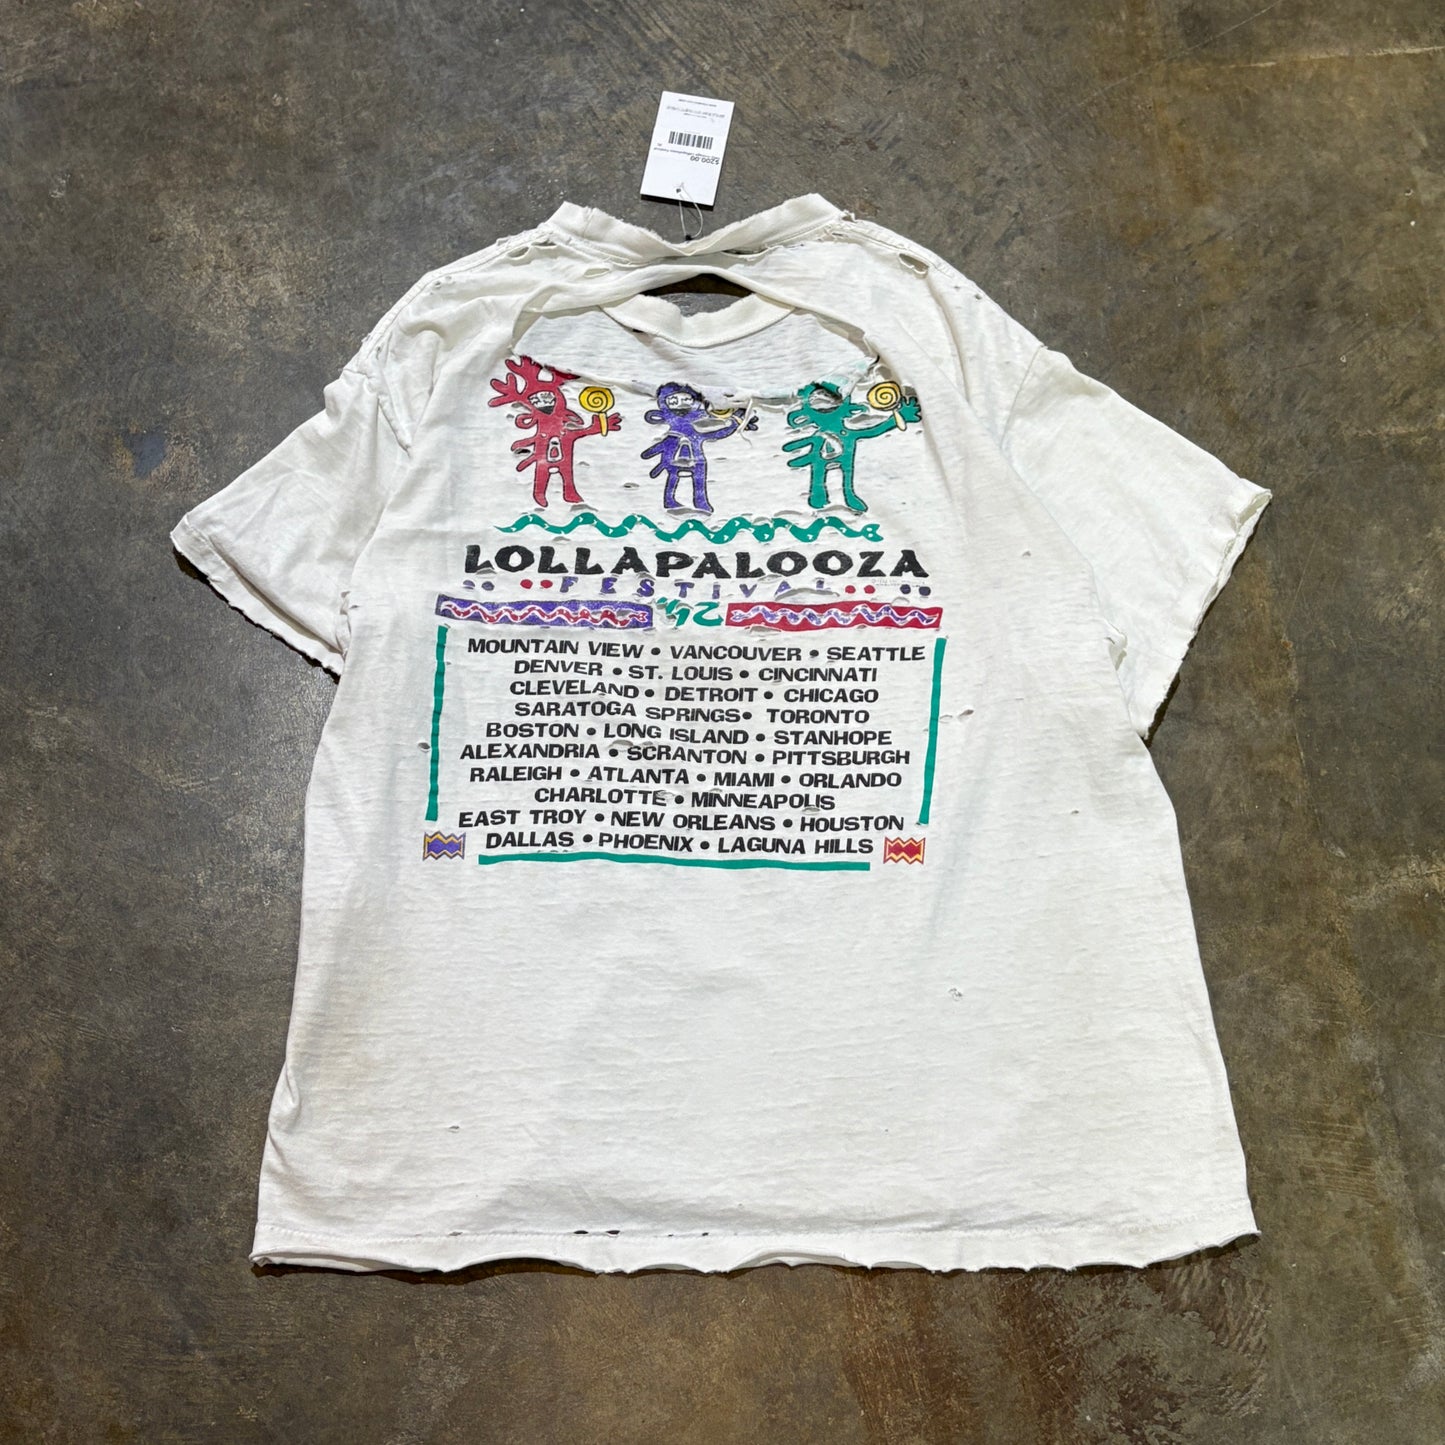 $200.00
LOLLAPALOOZA
FESTIVAL
'92
MOUNTAIN VIEW • VANCOUVER • SEATTLE
DENVER • ST. LOUIS • CINCINNATI
CLEVELAND • DETROIT • CHICAGO
SARATOGA SPRINGS • TORONTO
BOSTON • LONG ISLAND • STANHOPE
ALEXANDRIA • SCRANTON • PITTSBURGH
RALEIGH • ATLANTA • MIAMI • ORLANDO
CHARLOTTE • MINNEAPOLIS
EAST TROY • NEW ORLEANS • HOUSTON
DALLAS • PHOENIX • LAGUNA HILLS